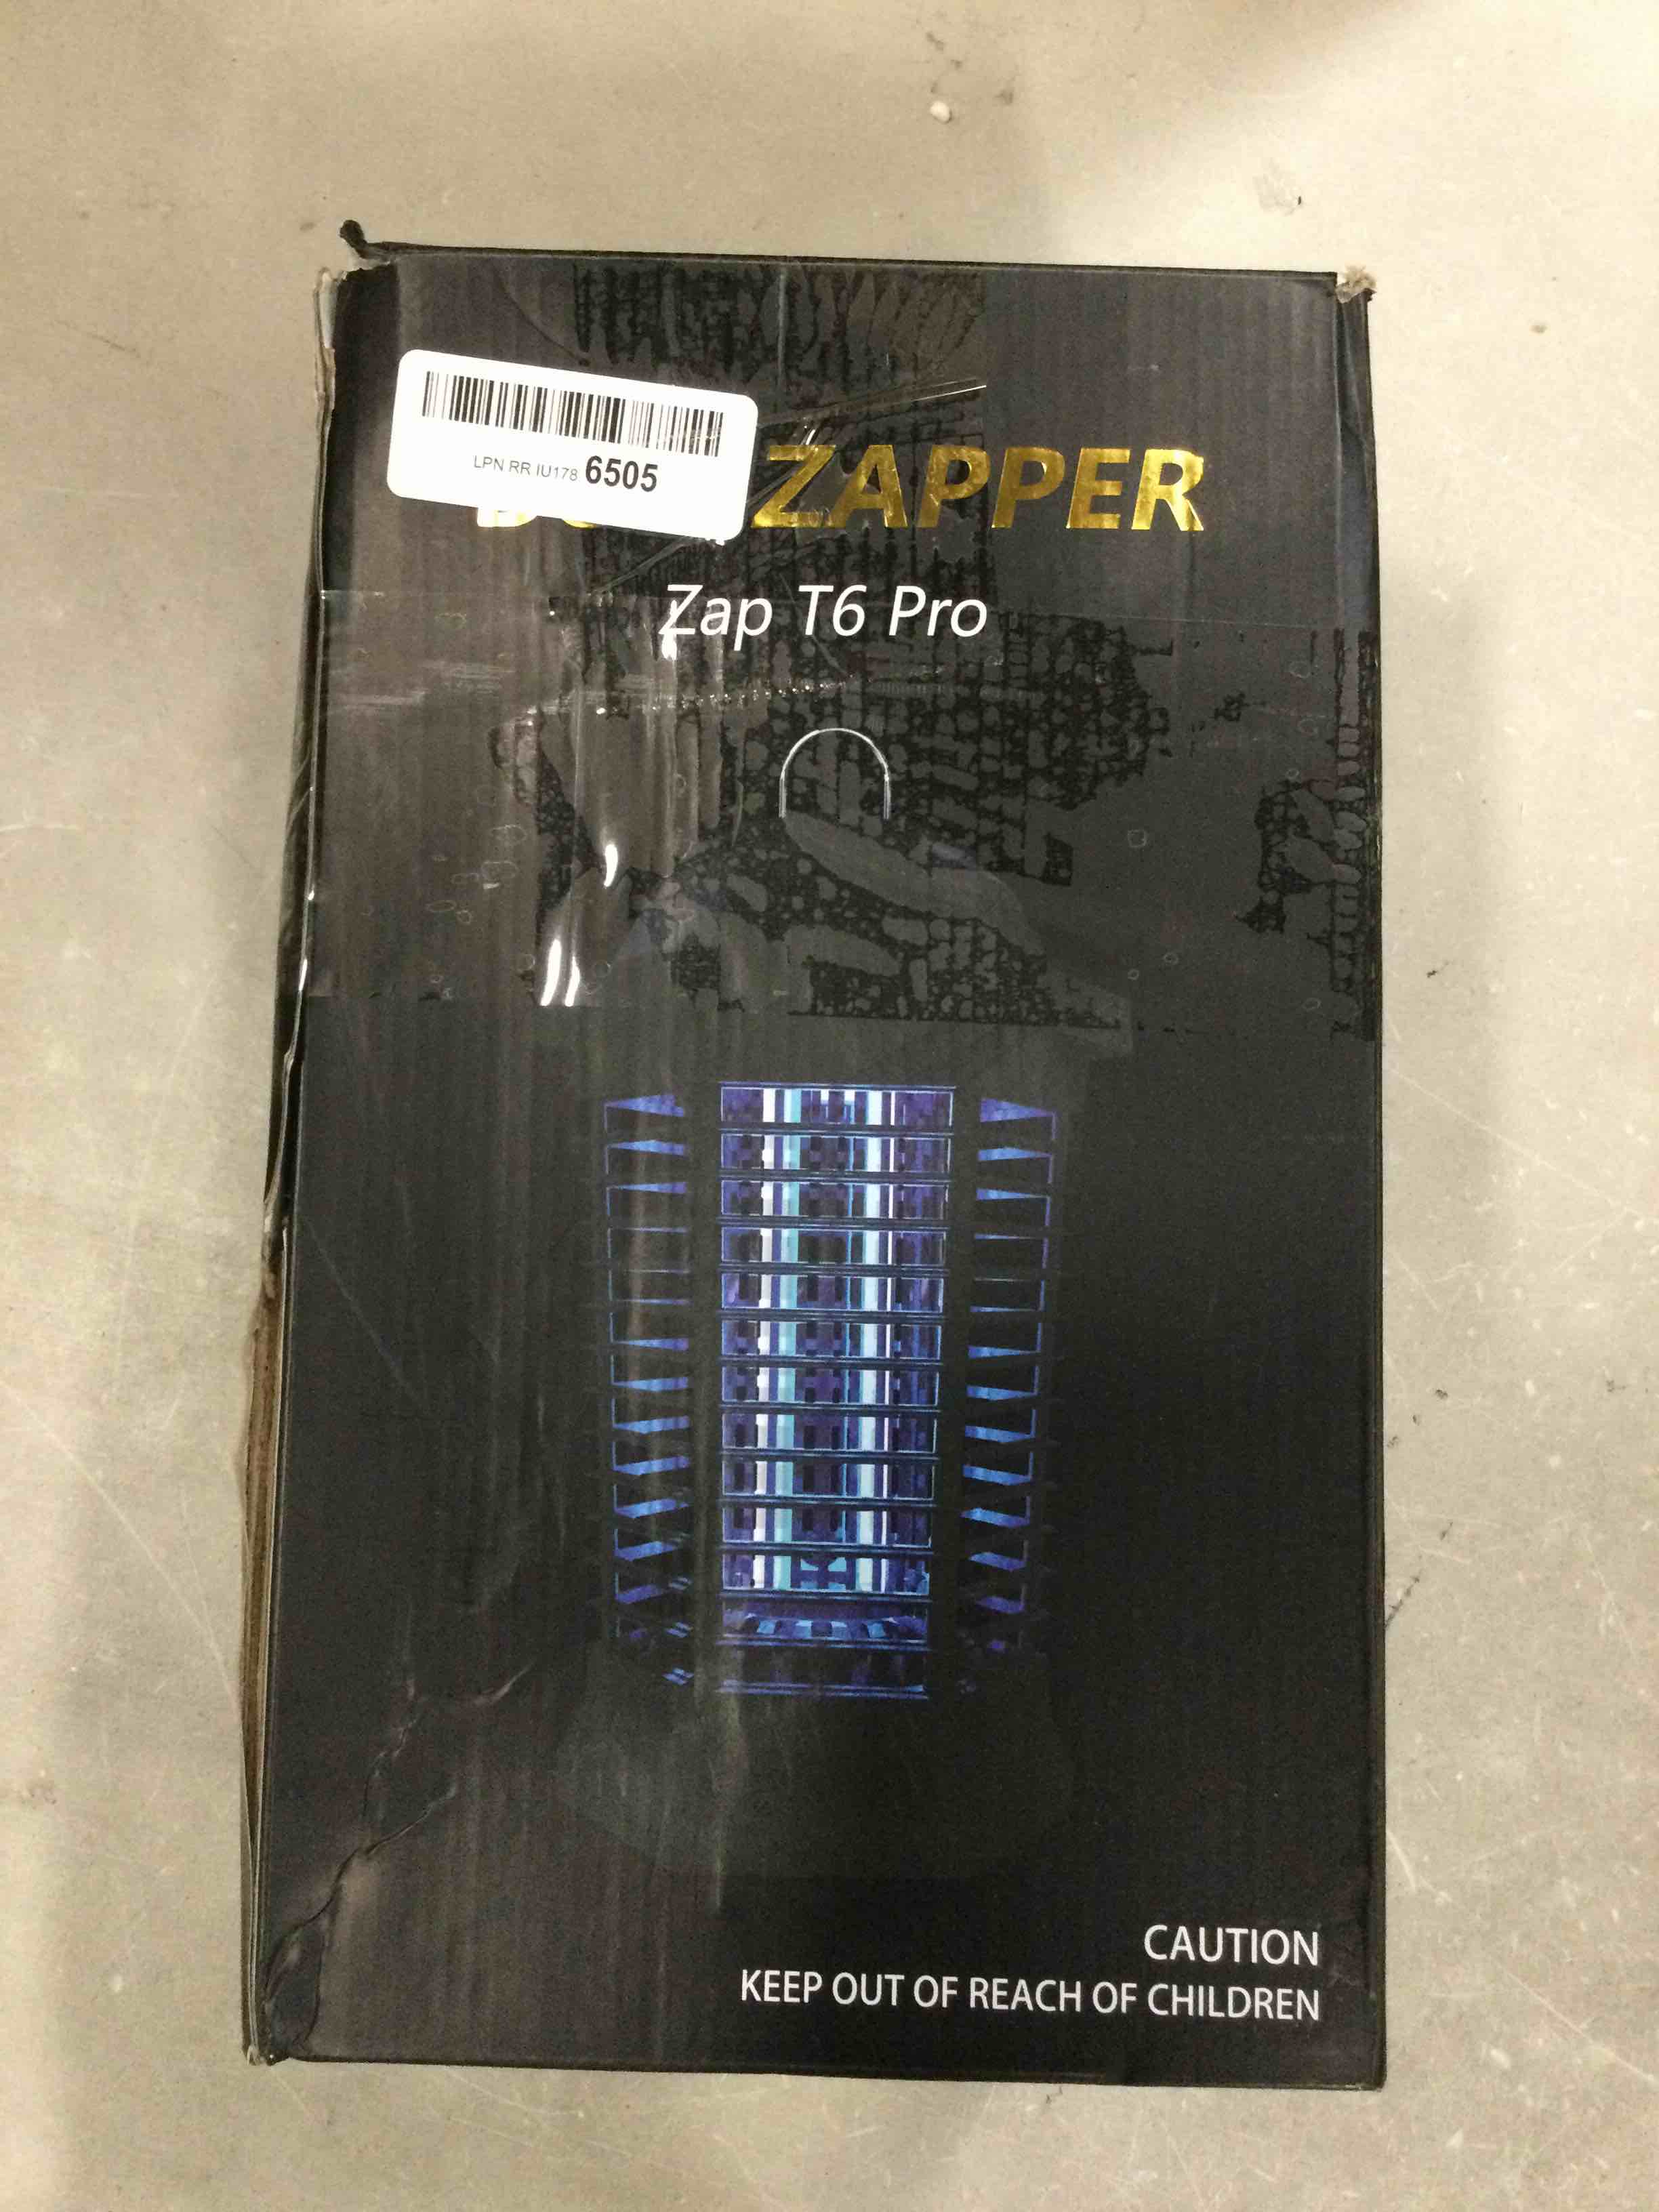 LPN RR IU178 6505
ZAPPER
Zap T6 Pro
CAUTION
KEEP OUT OF REACH OF CHILDREN